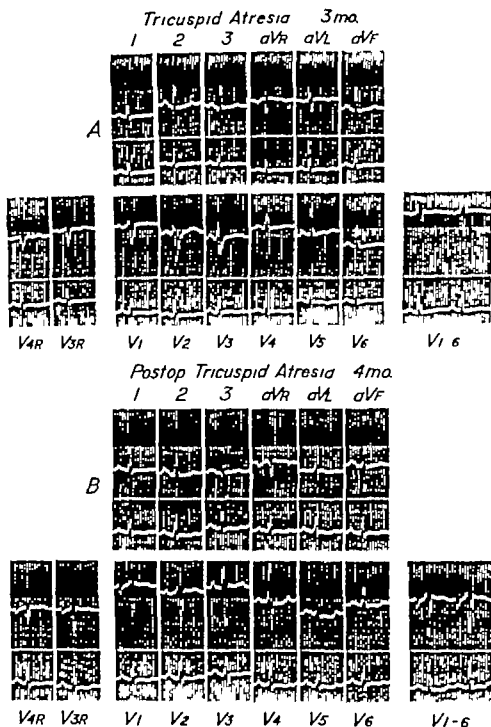 Tricuspid Atresia 3mo.
1 2 3 aVR aVL aVF
A
V4R V3R V1 V2 V3 V4 V5 V6 V1-6
Postop Tricuspid Atresia 4mo.
1 2 3 aVR aVL aVF
B
V4R V3R V1 V2 V3 V4 V5 V6 V1-6